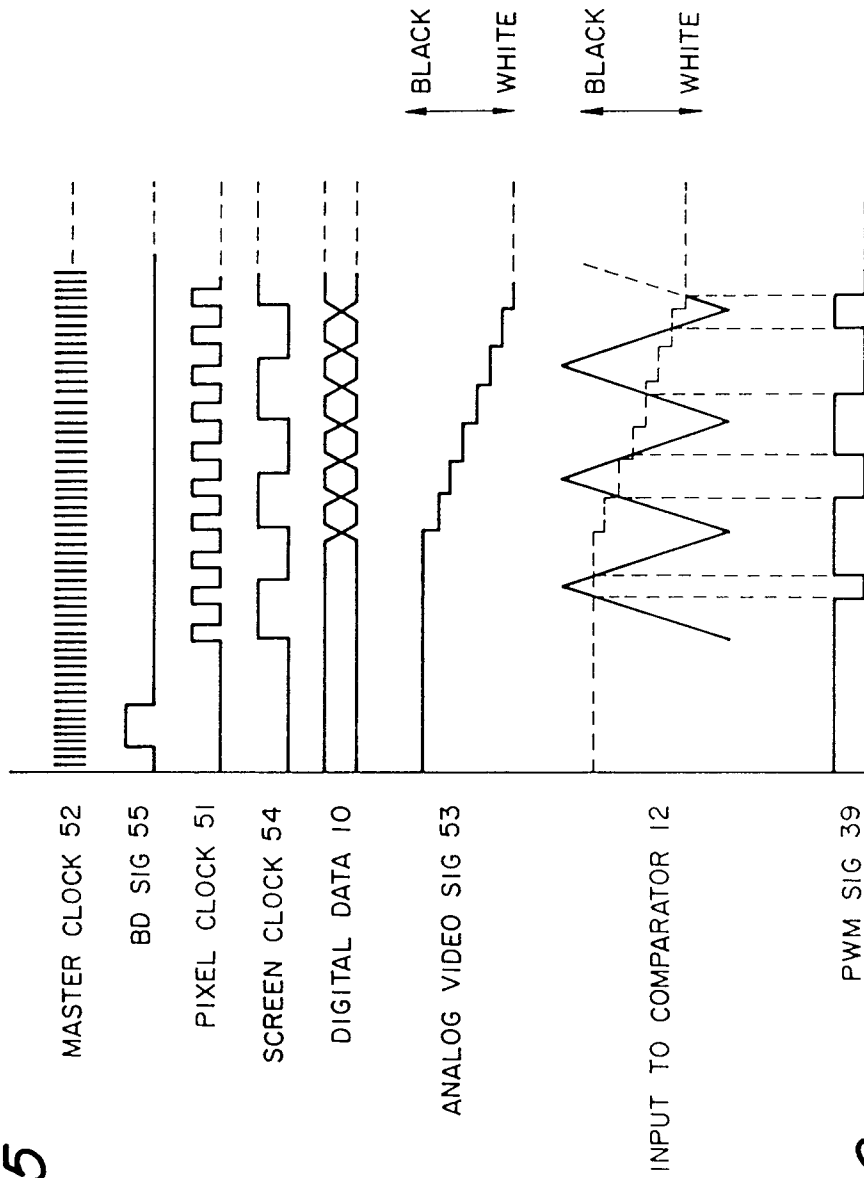 MASTER CLOCK 52
BD SIG 55
PIXEL CLOCK 51
SCREEN CLOCK 54
DIGITAL DATA 10
ANALOG VIDEO SIG 53
BLACK
WHITE
INPUT TO COMPARATOR 12
BLACK
WHITE
PWM SIG 39
5